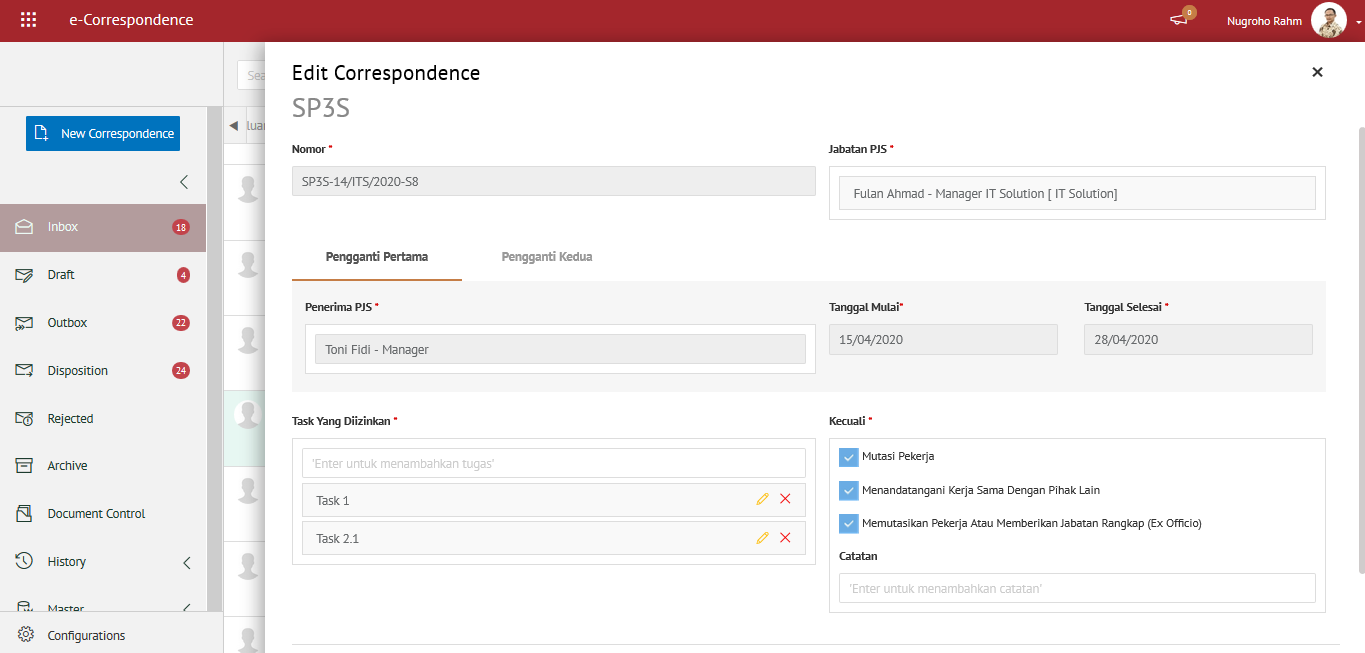 e-Correspondence
0
Nugroho Rahm
Sea
New Correspondence
luar
Inbox
18
Draft
4
Outbox
22
Disposition
24
Rejected
Archive
Document Control
History
Master
Configurations
Edit Correspondence
SP3S
Nomor *
SP3S-14/ITS/2020-S8
Jabatan PJS *
Fulan Ahmad - Manager IT Solution [ IT Solution]
Pengganti Pertama
Pengganti Kedua
Penerima PJS *
Toni Fidi - Manager
Tanggal Mulai*
15/04/2020
Tanggal Selesai *
28/04/2020
Task Yang Diizinkan *
'Enter untuk menambahkan tugas'
Task 1
Task 2.1
Kecuali *
Mutasi Pekerja
Menandatangani Kerja Sama Dengan Pihak Lain
Memutasikan Pekerja Atau Memberikan Jabatan Rangkap (Ex Officio)
Catatan
'Enter untuk menambahkan catatan'